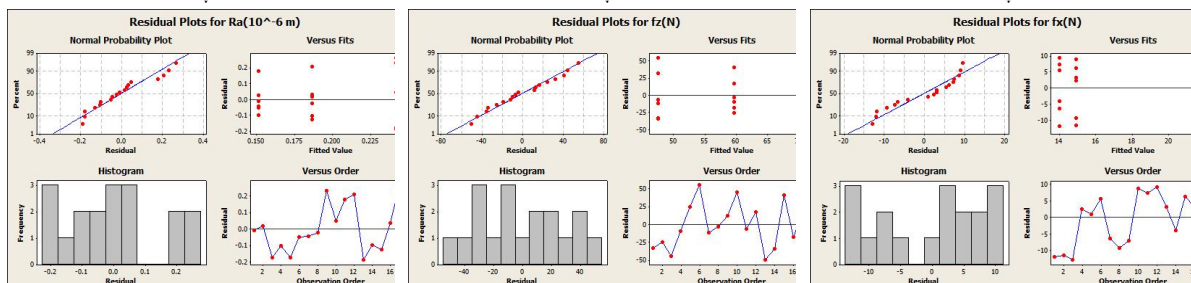 Residual Plots for Ra(10^-6 m)
Normal Probability Plot
Versus Fits
99
90
50
10
1
Percent
-0.4 -0.2 0.0 0.2 0.4
Residual
0.2
0.1
0.0
-0.1
-0.2
Residual
0.150 0.175 0.200 0.225
Fitted Value
Histogram
Versus Order
3
2
1
0
Frequency
-0.2 -0.1 0.0 0.1 0.2
Residual
0.2
0.1
0.0
-0.1
-0.2
Residual
2 4 6 8 10 12 14 16
Observation Order
Residual Plots for fz(N)
Normal Probability Plot
Versus Fits
99
90
50
10
1
Percent
-80 -40 0 40 80
Residual
50
25
0
-25
-50
Residual
50 55 60 65
Fitted Value
Histogram
Versus Order
3
2
1
0
Frequency
-40 -20 0 20 40
Residual
50
25
0
-25
-50
Residual
2 4 6 8 10 12 14 16
Observation Order
Residual Plots for fx(N)
Normal Probability Plot
Versus Fits
99
90
50
10
1
Percent
-20 -10 0 10 20
Residual
10
5
0
-5
-10
Residual
14 16 18 20
Fitted Value
Histogram
Versus Order
3
2
1
0
Frequency
-10 -5 0 5 10
Residual
10
5
0
-5
-10
Residual
2 4 6 8 10 12 14 16
Observation Order